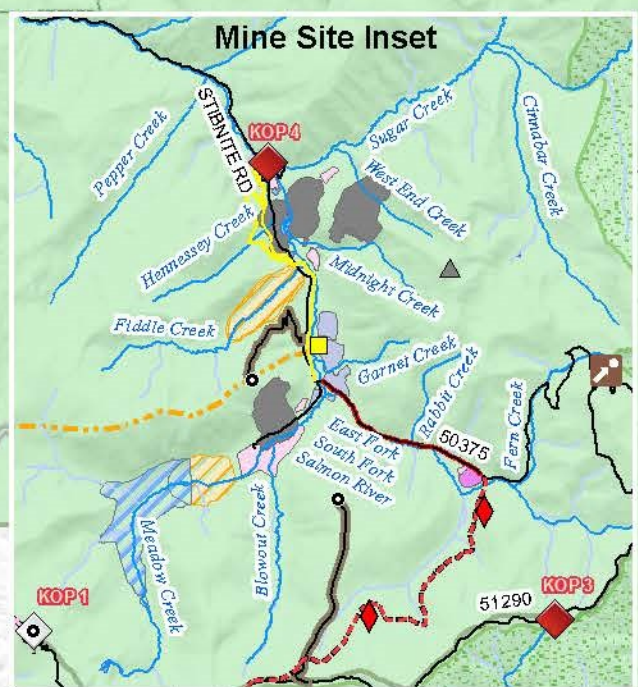 Mine Site Inset
STIBNITE RD
KOP 4
Pepper Creek
Sugar Creek
Cinnabar Creek
West End Creek
Hennessey Creek
Midnight Creek
Fiddle Creek
Garnet Creek
Rabbit Creek
Fern Creek
East Fork
South Fork
Salmon River
50375
Meadow Creek
Blowout Creek
KOP 1
51290
KOP 3